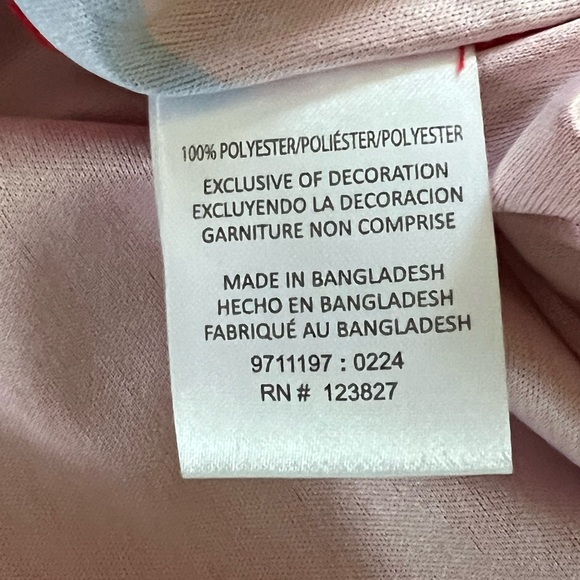 100% POLYESTER/POLIÉSTER/POLYESTER
EXCLUSIVE OF DECORATION
EXCLUYENDO LA DECORACION
GARNITURE NON COMPRISE
MADE IN BANGLADESH
HECHO EN BANGLADESH
FABRIQUÉ AU BANGLADESH
9711197 : 0224
RN # 123827